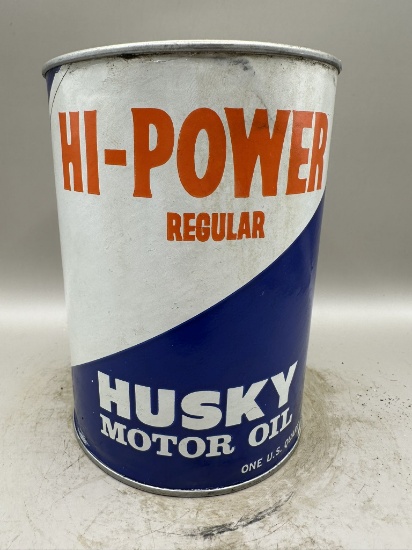 HI-POWER
REGULAR
HUSKY
MOTOR OIL
ONE U.S.